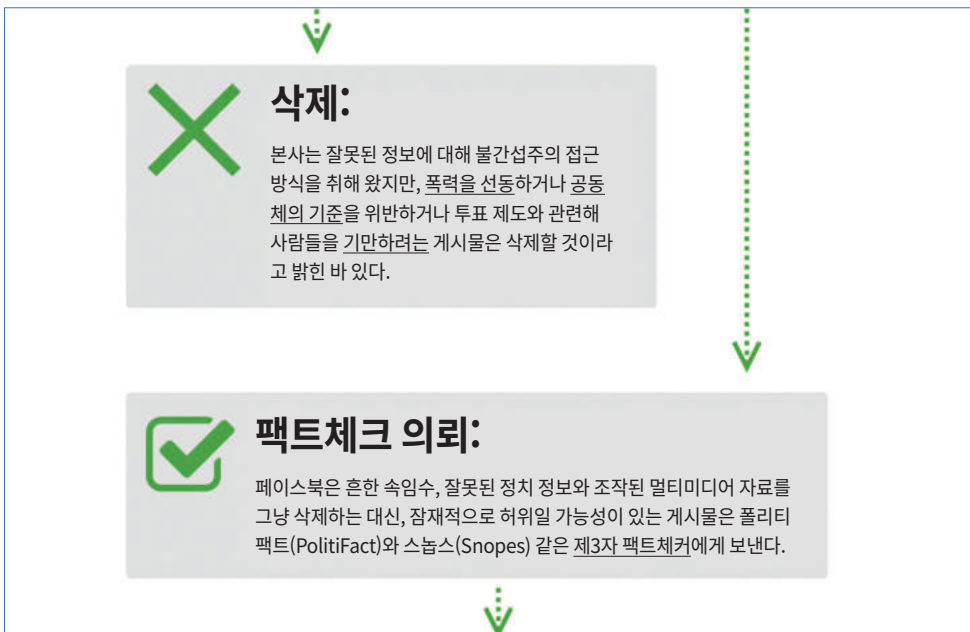 삭제:
본사는 잘못된 정보에 대해 불간섭주의 접근
방식을 취해 왔지만, 폭력을 선동하거나 공동
체의 기준을 위반하거나 투표 제도와 관련해
사람들을 기만하려는 게시물은 삭제할 것이라
고 밝힌 바 있다.
팩트체크 의뢰:
페이스북은 흔한 속임수, 잘못된 정치 정보와 조작된 멀티미디어 자료를
그냥 삭제하는 대신, 잠재적으로 허위일 가능성이 있는 게시물은 폴리티
팩트(PolitiFact)와 스놉스(Snopes) 같은 제3자 팩트체커에게 보낸다.